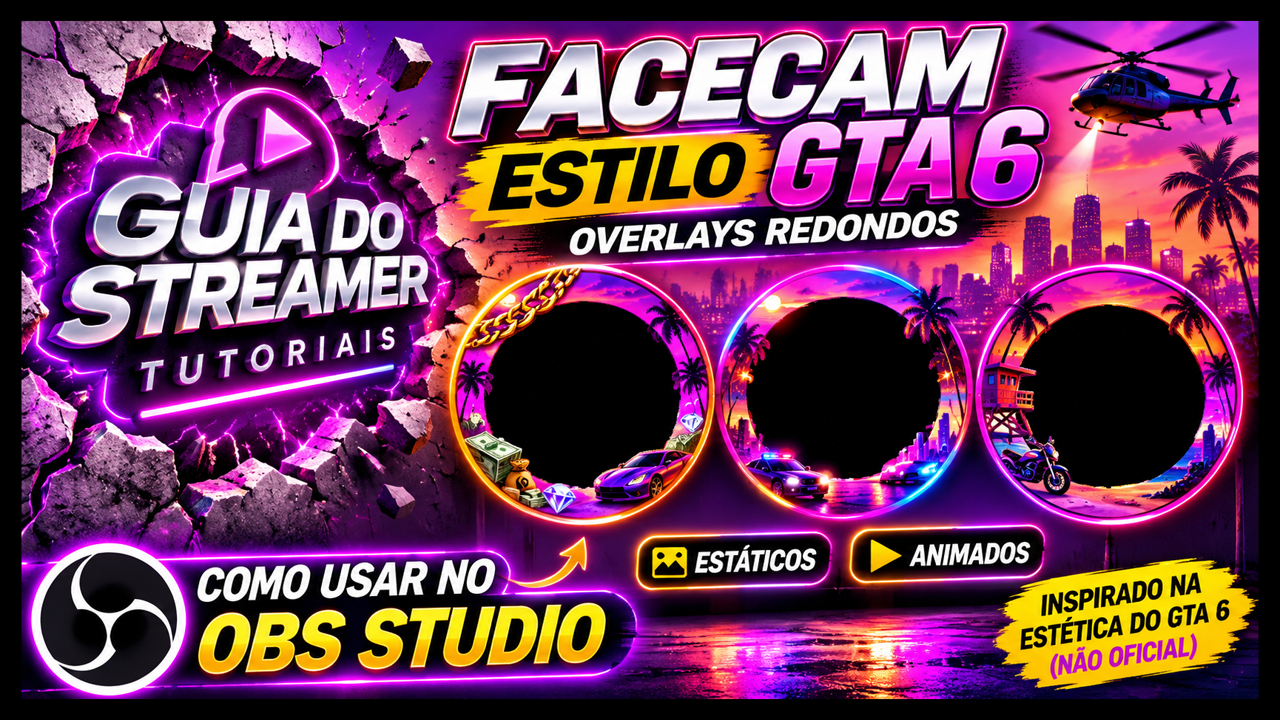 GUIA DO
STREAMER
TUTORIAIS
FACECAM
ESTILO GTA 6
OVERLAYS REDONDOS
ESTÁTICOS
ANIMADOS
COMO USAR NO
OBS STUDIO
INSPIRADO NA
ESTÉTICA DO GTA 6
(NÃO OFICIAL)